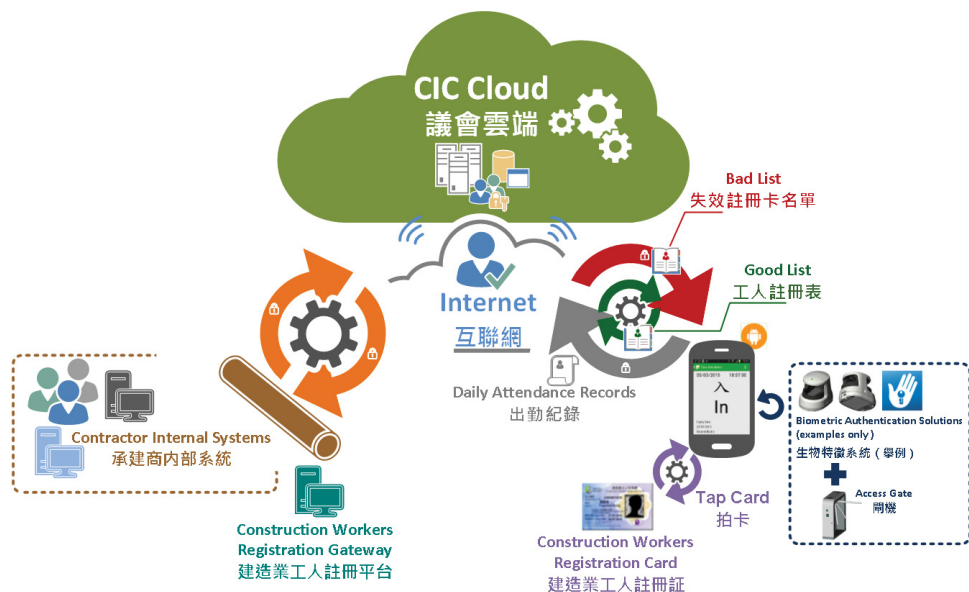 CIC Cloud
議會雲端
Bad List
失效註冊卡名單
Good List
工人註冊表
Internet
互聯網
Daily Attendance Records
出勤紀錄
入
In
Contractor Internal Systems
承建商內部系統
Construction Workers
Registration Gateway
建造業工人註冊平台
Tap Card
拍卡
Construction Workers
Registration Card
建造業工人註冊証
Biometric Authentication Solutions
(examples only)
生物特徵系統（舉例）
Access Gate
閘機